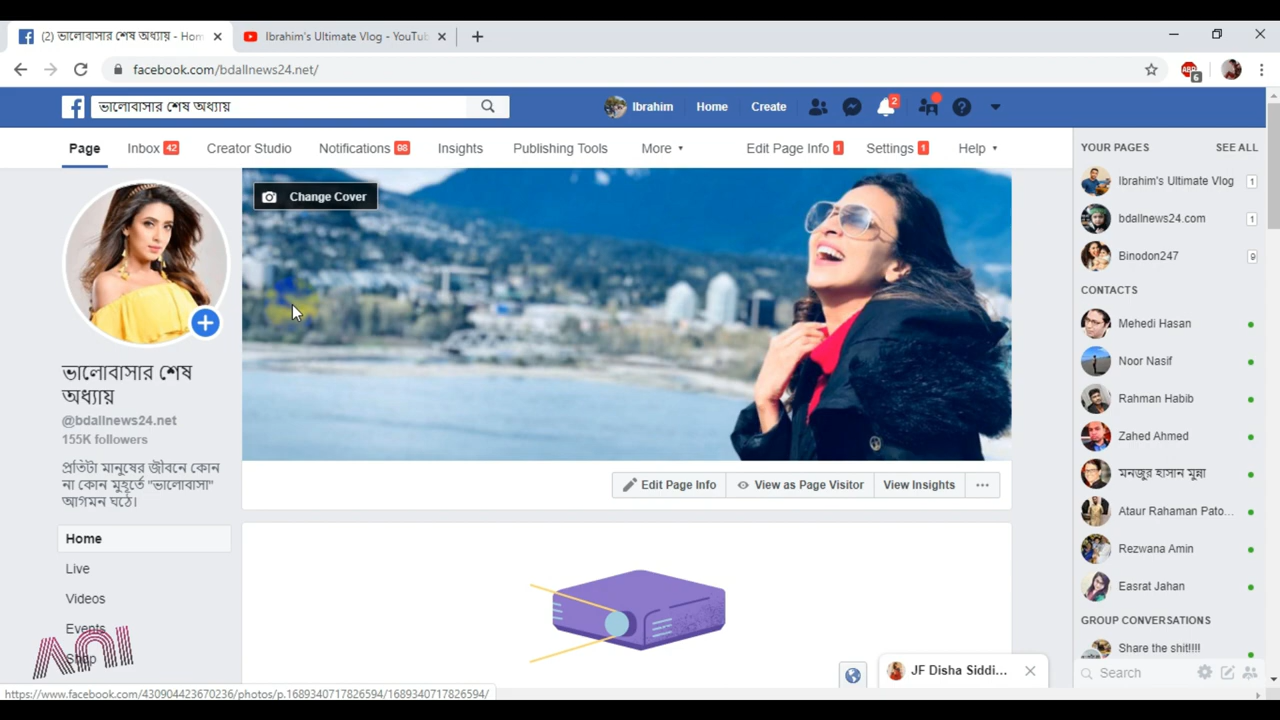 (2) ভালোবাসার শেষ অধ্যায় - Hom
Ibrahim's Ultimate Vlog - YouTub
facebook.com/bdallnews24.net/
ABP
6
ভালোবাসার শেষ অধ্যায়
Ibrahim
Home
Create
2
Page
Inbox 42
Creator Studio
Notifications 98
Insights
Publishing Tools
More
Edit Page Info 1
Settings 1
Help
YOUR PAGES
SEE ALL
Change Cover
Ibrahim's Ultimate Vlog 1
bdallnews24.com 1
Binodon247 9
CONTACTS
Mehedi Hasan
Noor Nasif
Rahman Habib
Zahed Ahmed
মনজুর হাসান মুন্না
Ataur Rahaman Pato...
Rezwana Amin
Easrat Jahan
GROUP CONVERSATIONS
Share the shit!!!!
Search
ভালোবাসার শেষ
অধ্যায়
@bdallnews24.net
155K followers
প্রতিটা মানুষের জীবনে কোন
না কোন মুহূর্তে "ভালোবাসা"
আগমন ঘঠে।
Edit Page Info
View as Page Visitor
View Insights
Home
Live
Videos
Events
Shop
JF Disha Siddi...
https://www.facebook.com/430904423670236/photos/p.1689340717826594/1689340717826594/